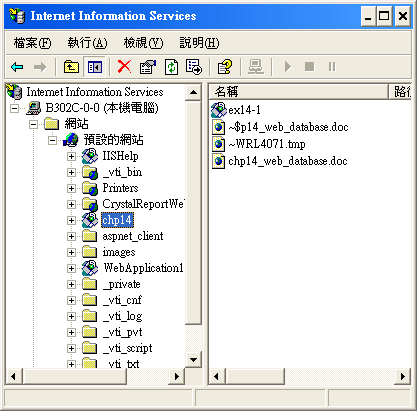 Internet Information Services
檔案(F) 執行(A) 檢視(V) 說明(H)
Internet Information Services
B302C-0-0 (本機電腦)
網站
預設的網站
IISHelp
_vti_bin
Printers
CrystalReportWe
chp14
aspnet_client
images
WebApplication1
_private
_vti_cnf
_vti_log
_vti_pvt
_vti_script
_vti_txt
名稱
ex14-1
~$p14_web_database.doc
~WRL4071.tmp
chp14_web_database.doc